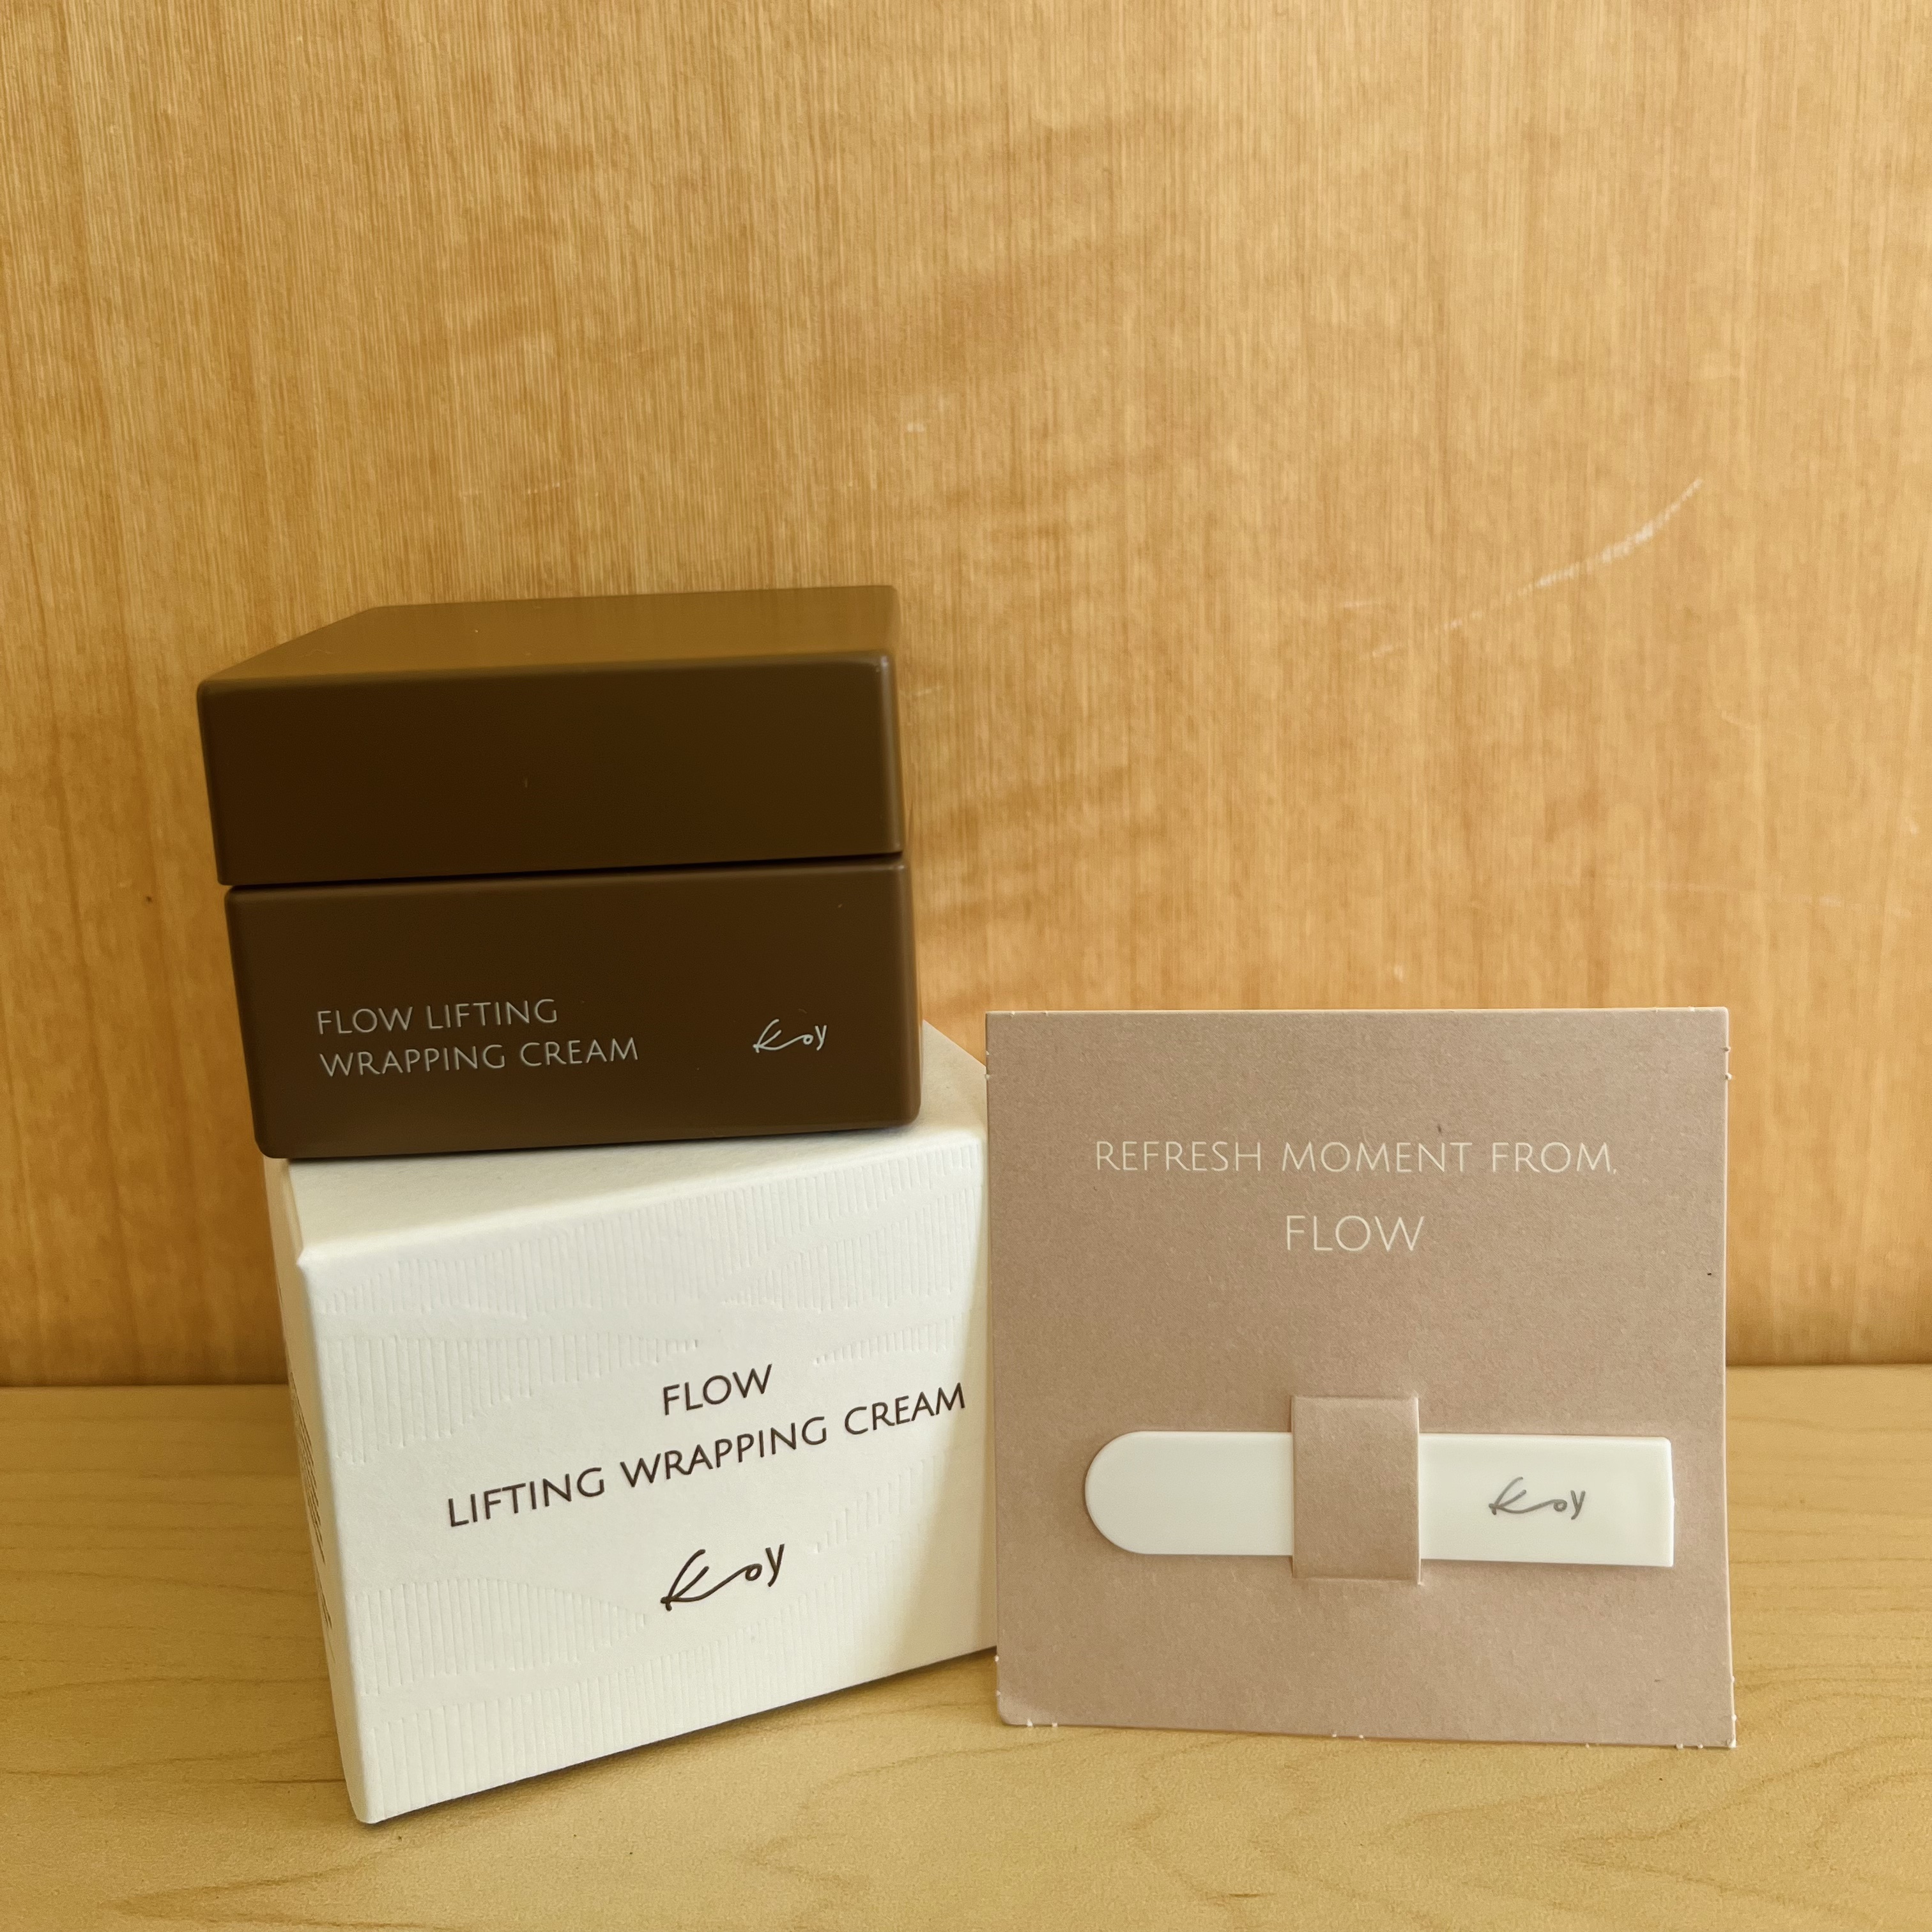 FLOW LIFTING
WRAPPING CREAM
Koy
FLOW
LIFTING WRAPPING CREAM
Koy
REFRESH MOMENT FROM.
FLOW
Koy